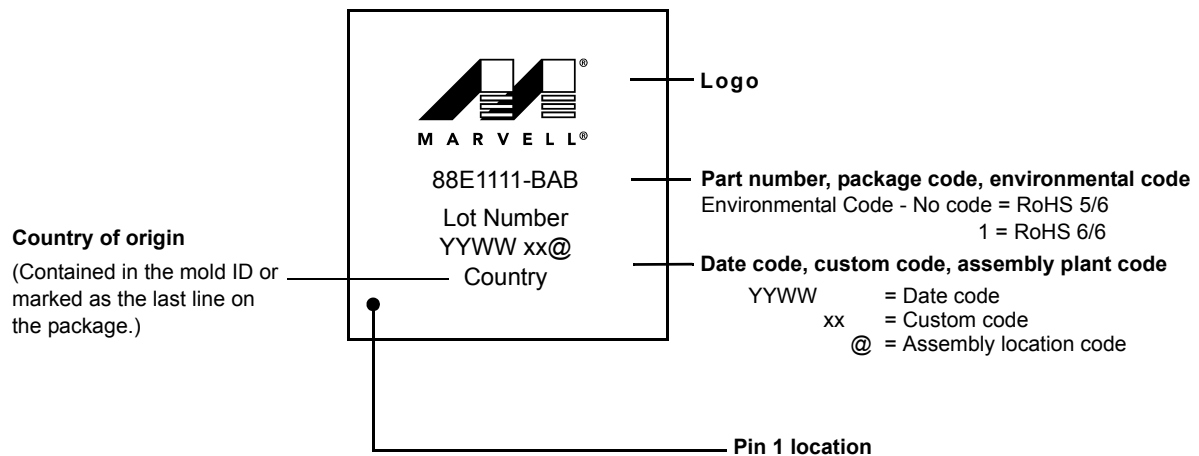 ®
MARVELL®
Logo
88E1111-BAB
Part number, package code, environmental code
Environmental Code - No code = RoHS 5/6
1 = RoHS 6/6
Lot Number
YYWW xx@
Country
Country of origin
(Contained in the mold ID or
marked as the last line on
the package.)
Date code, custom code, assembly plant code
YYWW = Date code
xx = Custom code
@ = Assembly location code
Pin 1 location